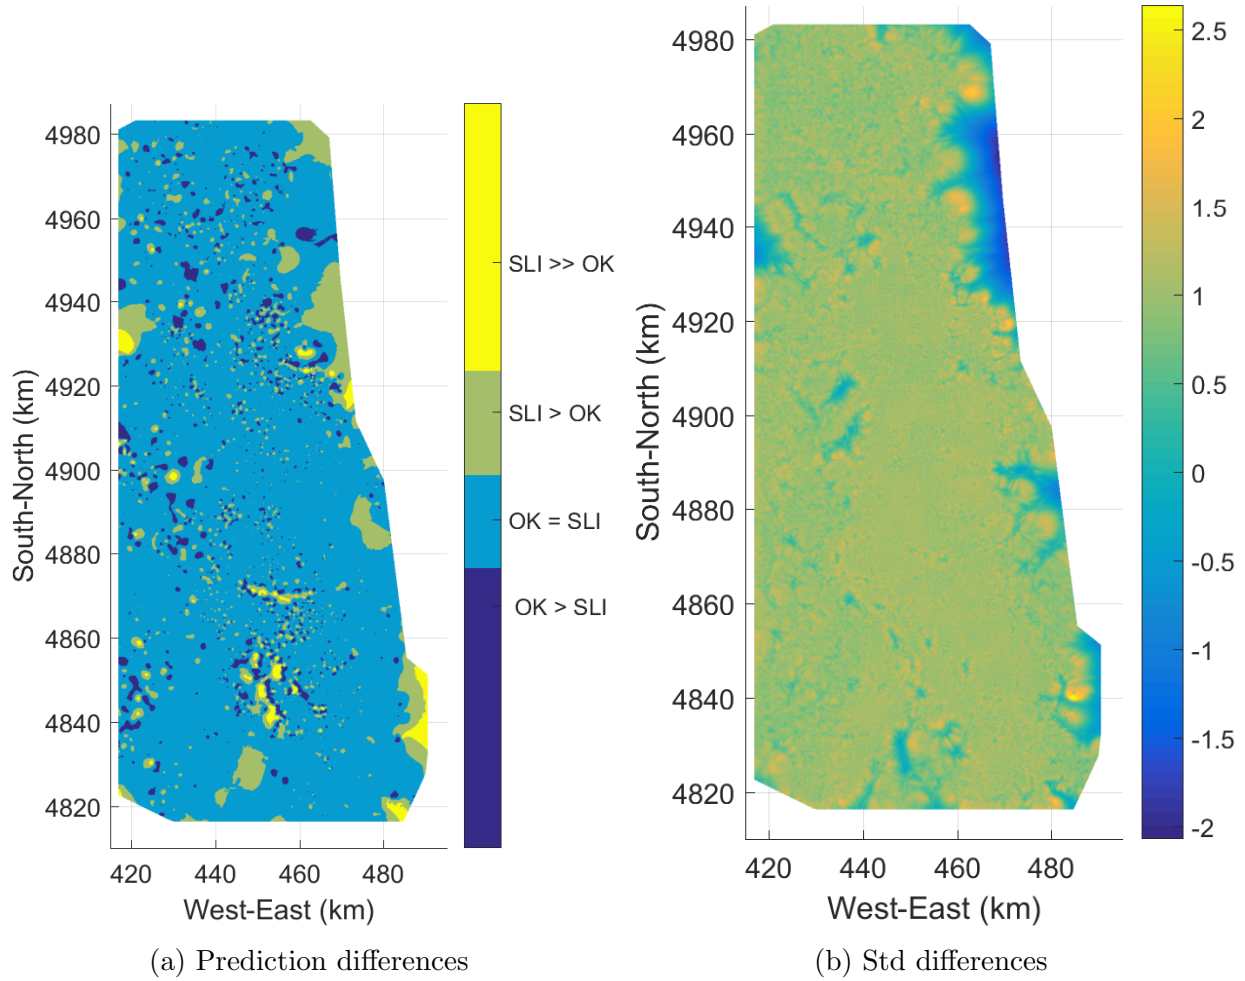 4980
4960
4940
4920
4900
4880
4860
4840
4820
420 440 460 480
South-North (km)
West-East (km)
SLI >> OK
SLI > OK
OK = SLI
OK > SLI
(a) Prediction differences
4980
4960
4940
4920
4900
4880
4860
4840
4820
420 440 460 480
South-North (km)
West-East (km)
2.5
2
1.5
1
0.5
0
-0.5
-1
-1.5
-2
(b) Std differences